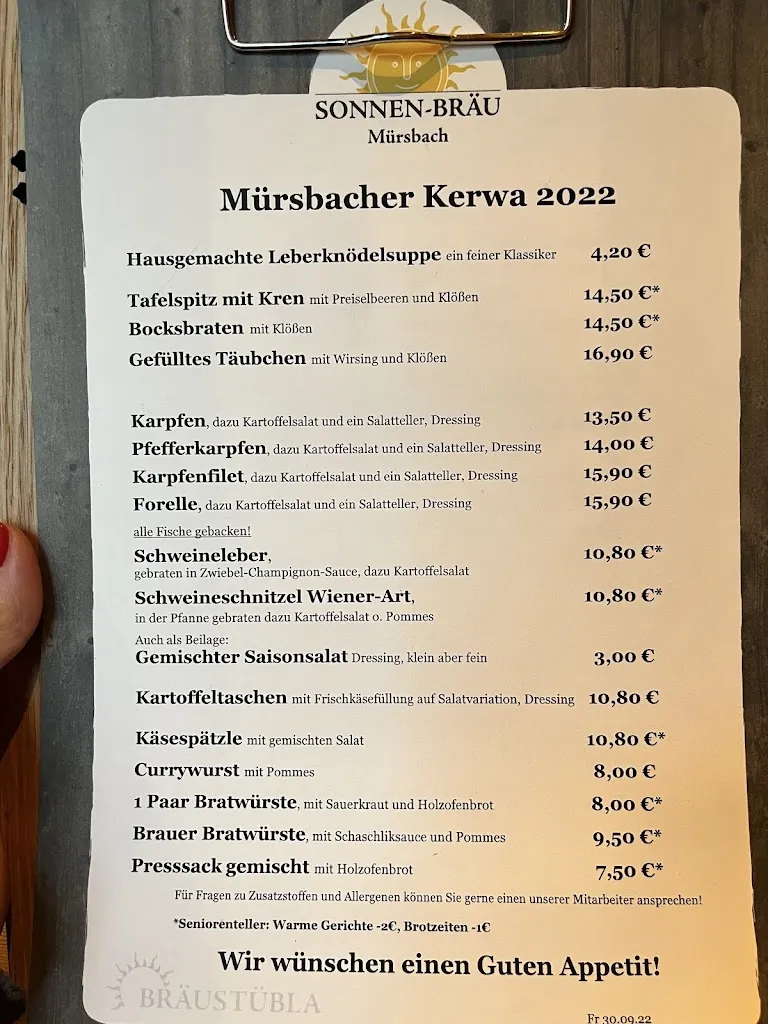 SONNEN-BRÄU
Mürsbach
Mürsbacher Kerwa 2022
Hausgemachte Leberknödelsuppe ein feiner Klassiker 4,20 €
Tafelspitz mit Kren mit Preiselbeeren und Klößen 14,50 €*
Bocksbraten mit Klößen 14,50 €*
Gefülltes Täubchen mit Wirsing und Klößen 16,90 €
Karpfen, dazu Kartoffelsalat und ein Salatteller, Dressing 13,50 €
Pfefferkarpfen, dazu Kartoffelsalat und ein Salatteller, Dressing 14,00 €
Karpfenfilet, dazu Kartoffelsalat und ein Salatteller, Dressing 15,90 €
Forelle, dazu Kartoffelsalat und ein Salatteller, Dressing 15,90 €
alle Fische gebacken!
Schweineleber, 10,80 €*
gebraten in Zwiebel-Champignon-Sauce, dazu Kartoffelsalat
Schweineschnitzel Wiener-Art, 10,80 €*
in der Pfanne gebraten dazu Kartoffelsalat o. Pommes
Auch als Beilage:
Gemischter Saisonsalat Dressing, klein aber fein 3,00 €
Kartoffeltaschen mit Frischkäsefüllung auf Salatvariation, Dressing 10,80 €
Käsespätzle mit gemischten Salat 10,80 €*
Currywurst mit Pommes 8,00 €
1 Paar Bratwürste, mit Sauerkraut und Holzofenbrot 8,00 €*
Brauer Bratwürste, mit Schaschliksauce und Pommes 9,50 €*
Presssack gemischt mit Holzofenbrot 7,50 €*
Für Fragen zu Zusatzstoffen und Allergenen können Sie gerne einen unserer Mitarbeiter ansprechen!
*Seniorenteller: Warme Gerichte -2€, Brotzeiten -1€
Wir wünschen einen Guten Appetit!
BRÄUSTÜBLA
Fr 30.09.22